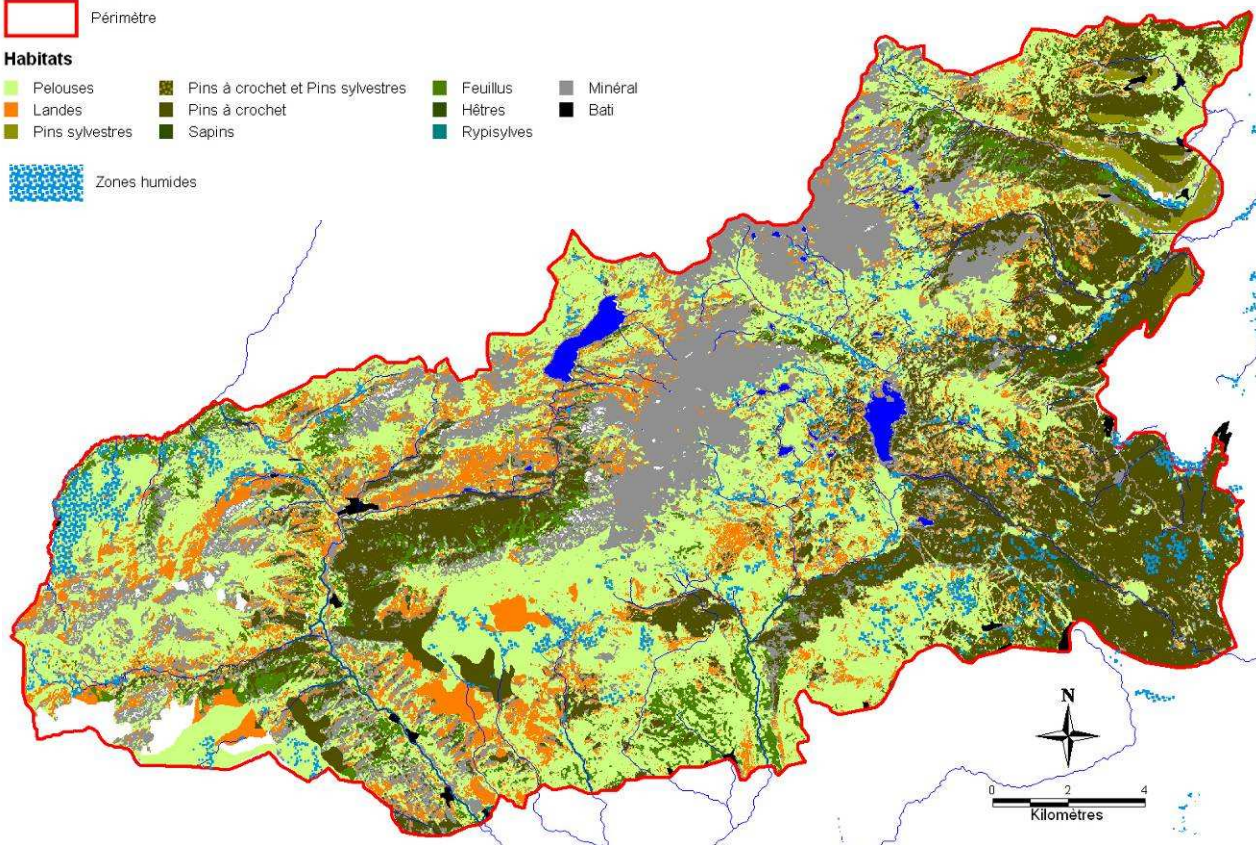 Périmètre
Habitats
Pelouses
Landes
Pins sylvestres
Pins à crochet et Pins sylvestres
Pins à crochet
Sapins
Feuillus
Hêtres
Rypisylves
Minéral
Bati
Zones humides
N
0 2 4
Kilomètres